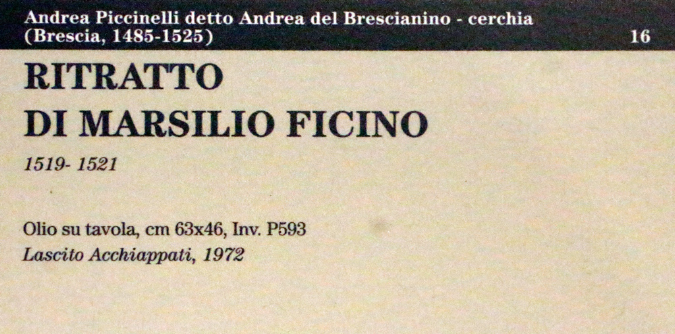 Andrea Piccinelli detto Andrea del Brescianino - cerchia
(Brescia, 1485-1525)
16
RITRATTO
DI MARSILIO FICINO
1519- 1521
Olio su tavola, cm 63x46, Inv. P593
Lascito Acchiappati, 1972